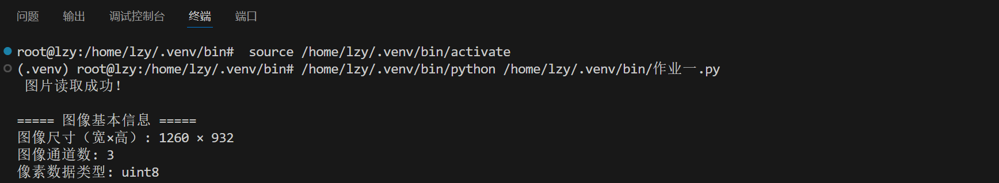 问题 输出 调试控制台 终端 端口
root@lzy:/home/lzy/.venv/bin#  source /home/lzy/.venv/bin/activate
(.venv) root@lzy:/home/lzy/.venv/bin# /home/lzy/.venv/bin/python /home/lzy/.venv/bin/作业一.py
图片读取成功!
===== 图像基本信息 =====
图像尺寸（宽×高）: 1260 × 932
图像通道数: 3
像素数据类型: uint8